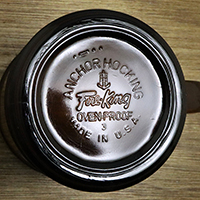 ANCHOR HOCKING
Fire-King
OVEN-PROOF
3
MADE IN U.S.A.